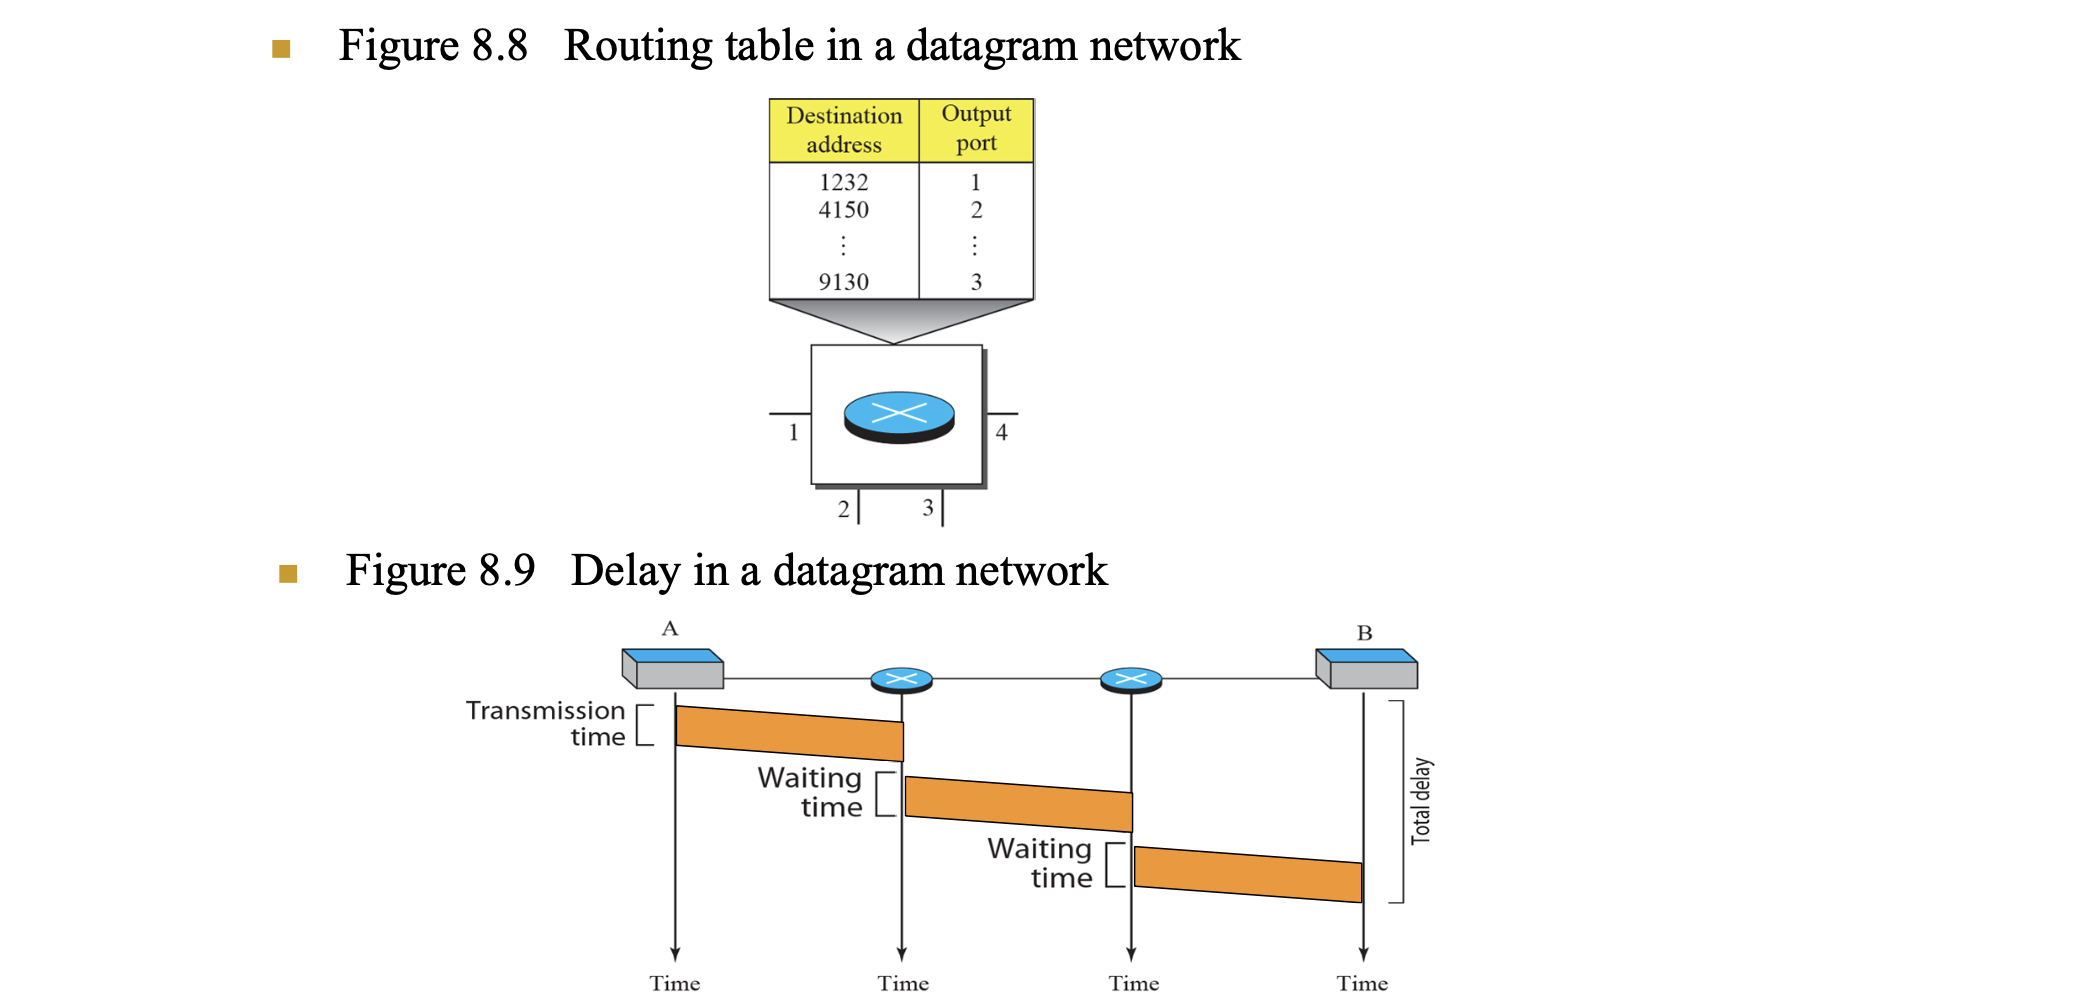 Figure 8.8 Routing table in a datagram network
Destination address Output port
1232 1
4150 2
⋮ ⋮
9130 3
1 4
2 3
Figure 8.9 Delay in a datagram network
A B
Transmission
time
Waiting
time
Waiting
time
Total delay
Time Time Time Time